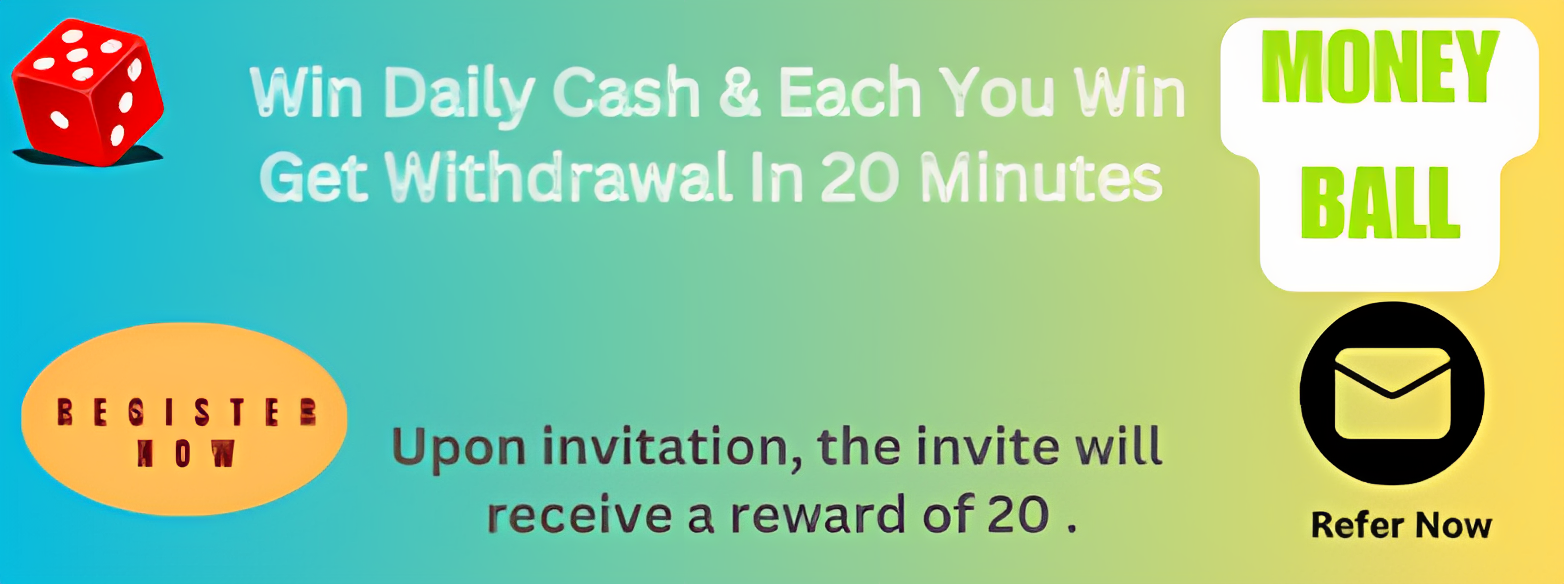 Win Daily Cash & Each You Win
Get Withdrawal In 20 Minutes
MONEY
BALL
REGISTER
NOW
Upon invitation, the invite will
receive a reward of 20 .
Refer Now